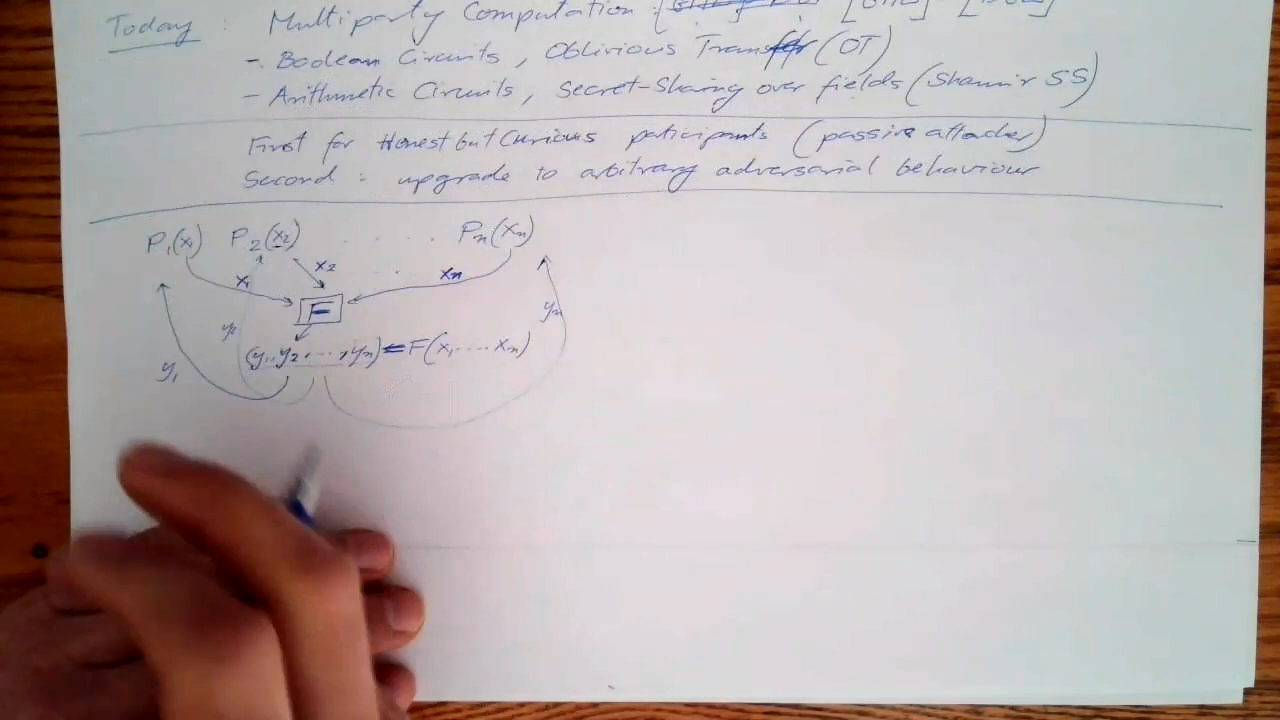 Today : Multiparty Computation
- Boolean Circuits, Oblivious Transfer (OT)
- Arithmetic Circuits, Secret-Sharing over fields (Shamir SS)
First for Honest but Curious participants (passive attacker)
Second : upgrade to arbitrary adversarial behaviour
P1(x1) P2(x2) . . . . Pn(xn)
x1 x2 . . . xn
F
y1 y2 yn
(y1, y2, ..., yn) = F(x1, .... xn)